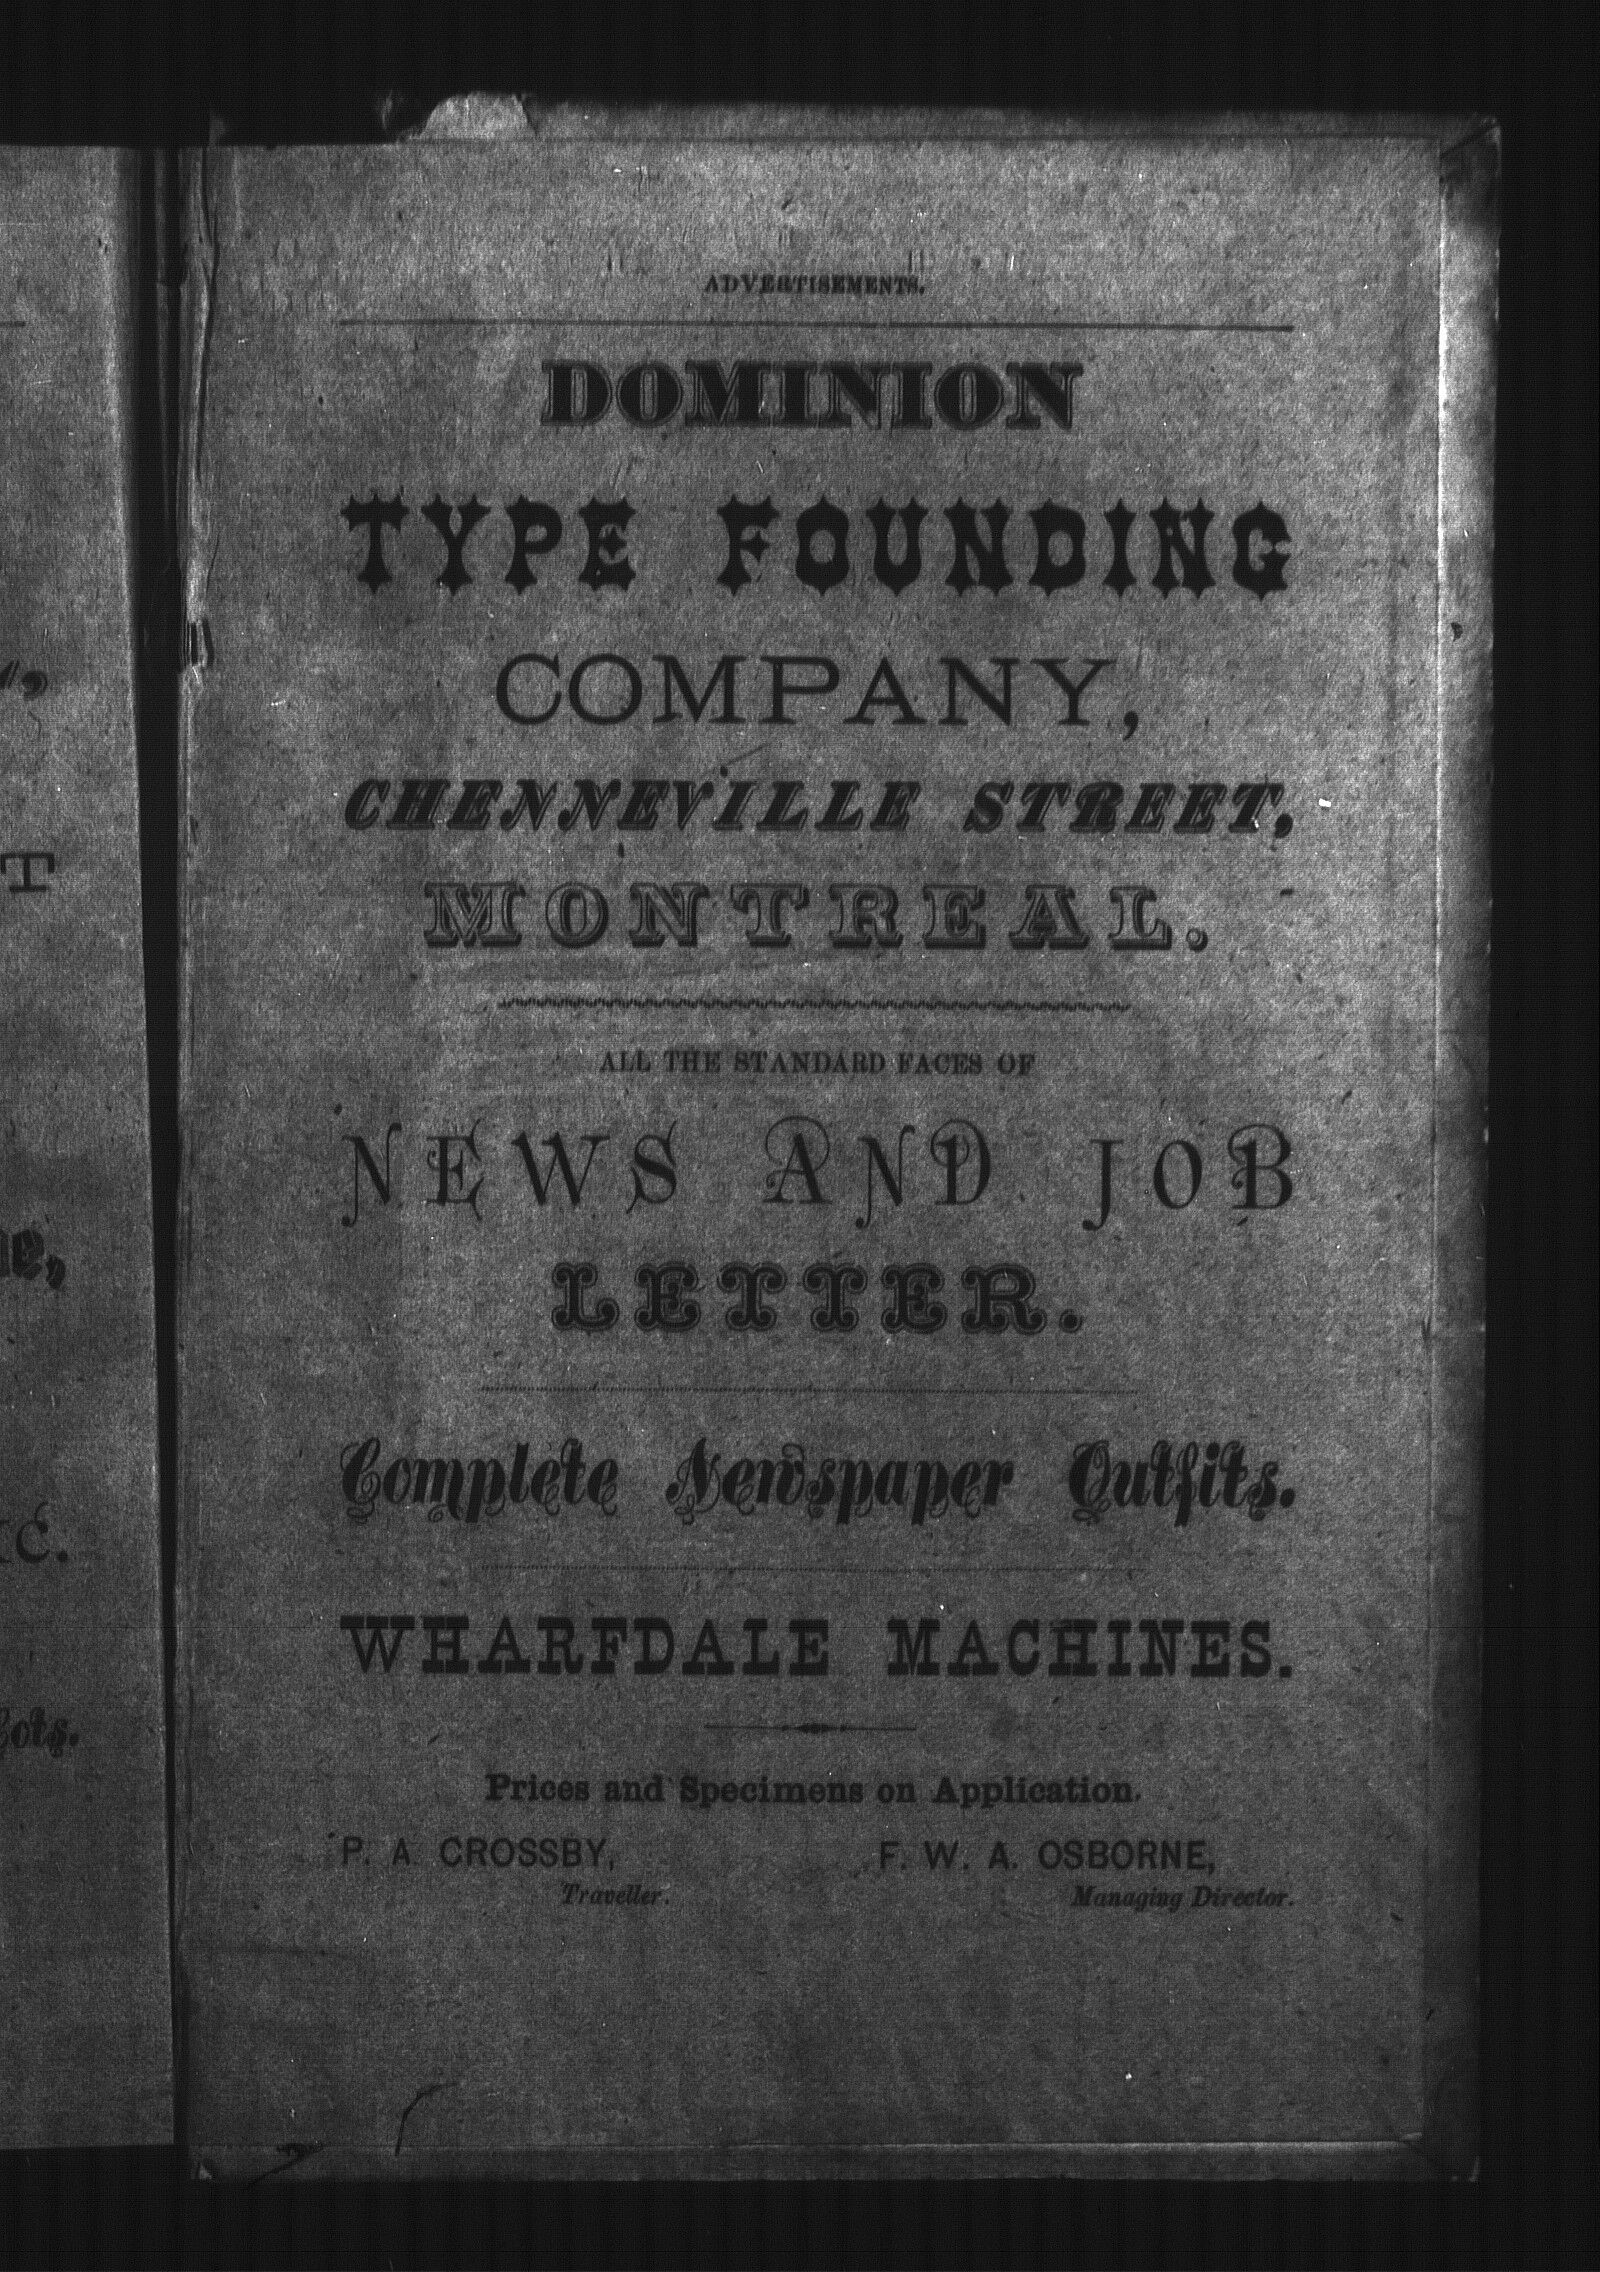 ADVERTISEMENTS.
DOMINION
TYPE FOUNDING
COMPANY,
CHENNEVILLE STREET,
MONTREAL.
ALL THE STANDARD FACES OF
NEWS AND JOB
LETTER.
Complete Newspaper Outfits.
WHARFDALE MACHINES.
Prices and Specimens on Application.
P. A CROSSBY,
Traveller.
F. W. A. OSBORNE,
Managing Director.